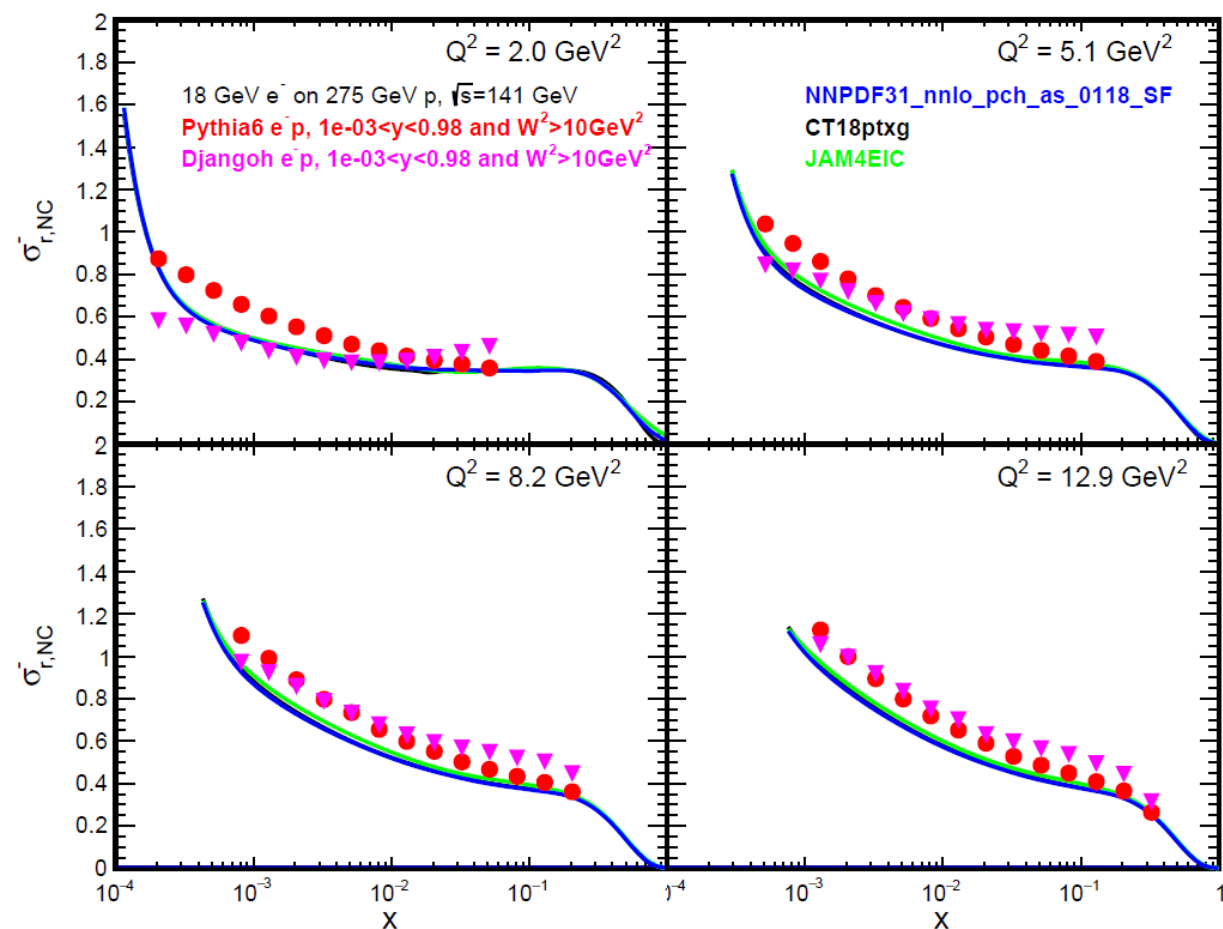 2
1.8
1.6
1.4
1.2
1
0.8
0.6
0.4
0.2
σ⁻r,NC
Q² = 2.0 GeV²
18 GeV e⁻ on 275 GeV p, √s=141 GeV
Pythia6 e⁻p, 1e-03<y<0.98 and W²>10GeV²
Djangoh e⁻p, 1e-03<y<0.98 and W²>10GeV²
Q² = 5.1 GeV²
NNPDF31_nnlo_pch_as_0118_SF
CT18ptxg
JAM4EIC
2
1.8
1.6
1.4
1.2
1
0.8
0.6
0.4
0.2
0
σ⁻r,NC
Q² = 8.2 GeV²
Q² = 12.9 GeV²
10⁻⁴ 10⁻³ 10⁻² 10⁻¹
x
10⁻⁴ 10⁻³ 10⁻² 10⁻¹ 1
x